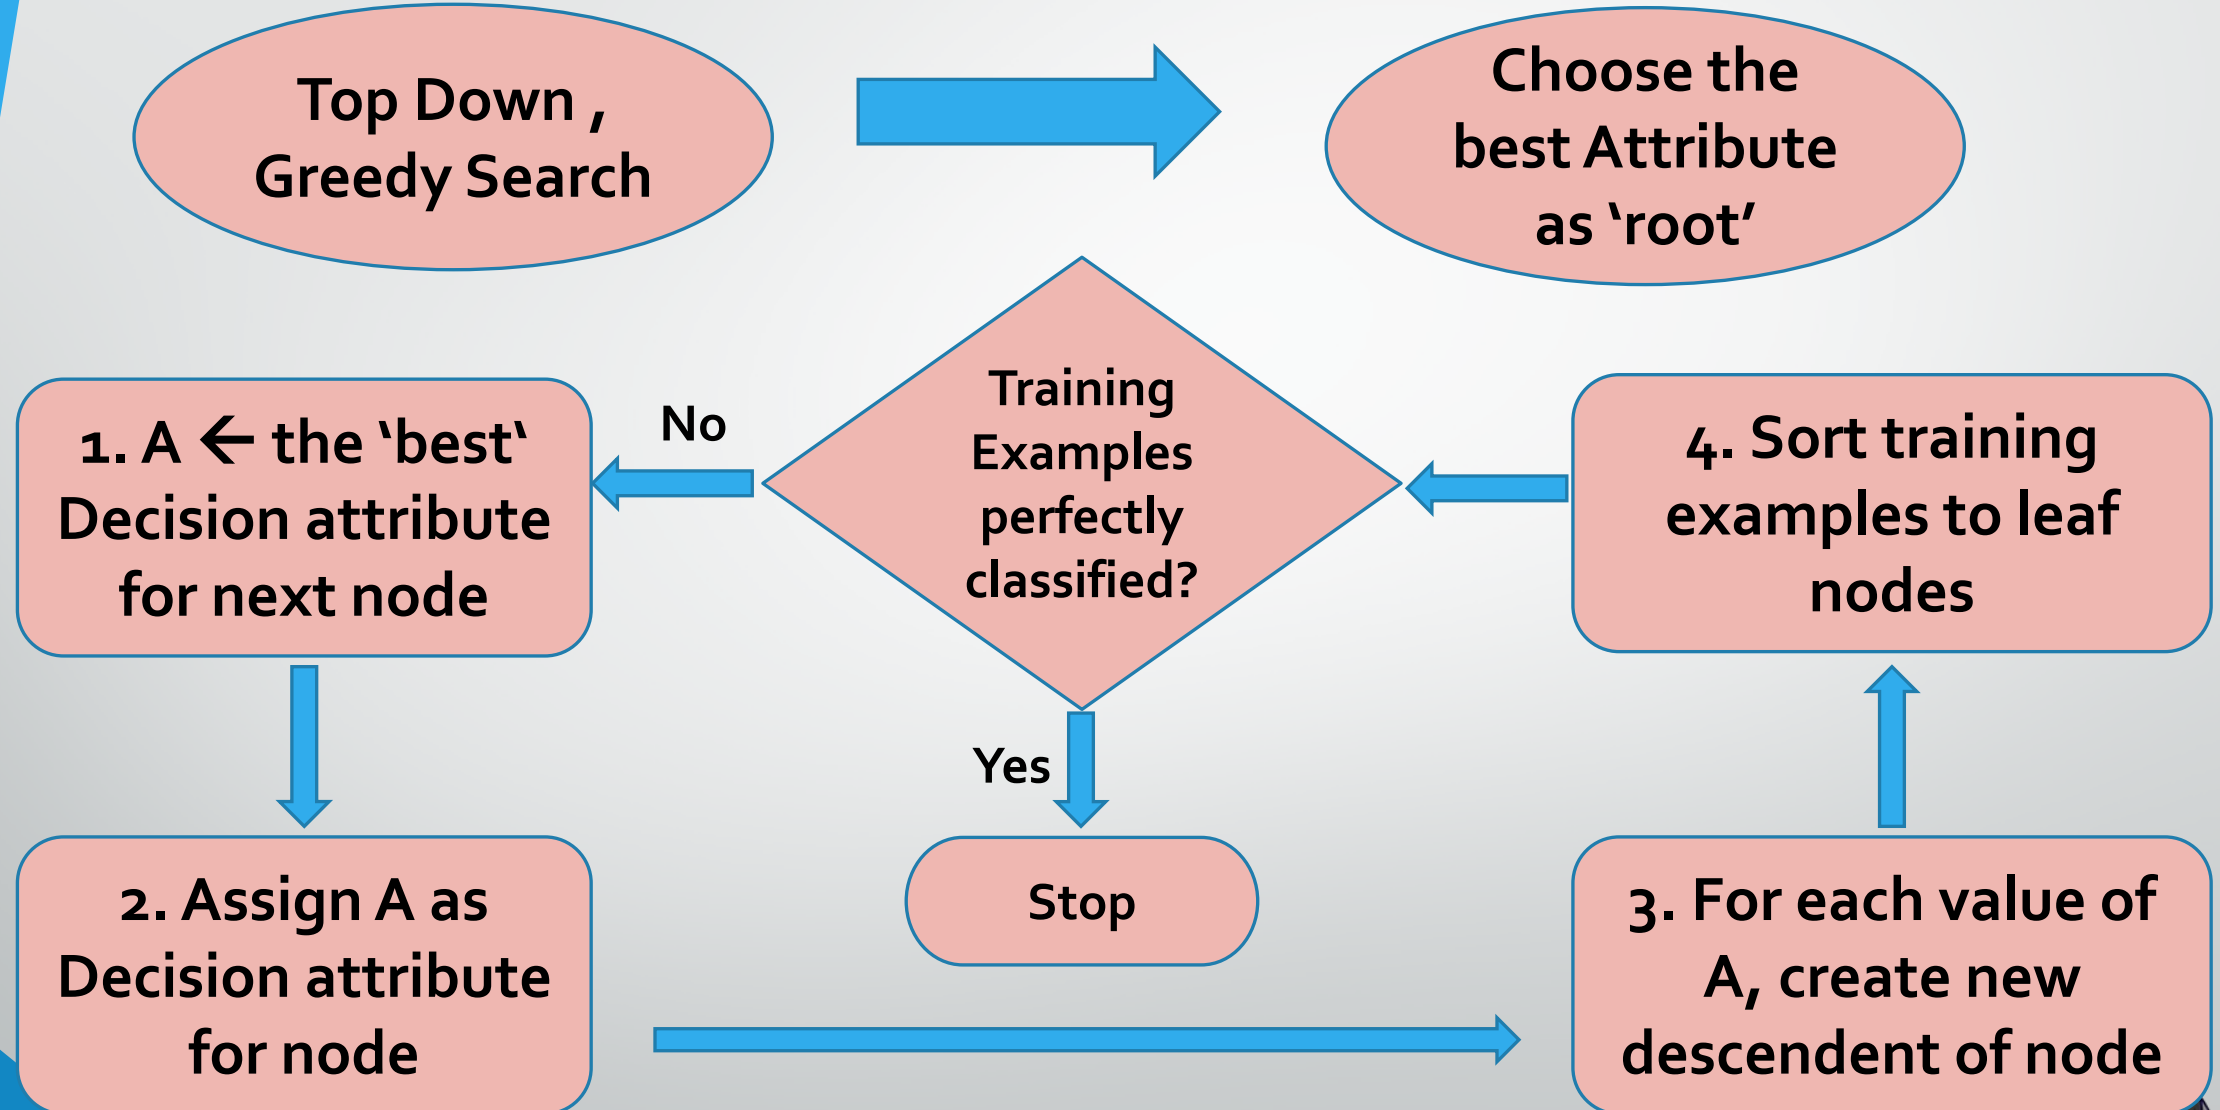 Top Down ,
Greedy Search
Choose the
best Attribute
as ‘root’
Training
Examples
perfectly
classified?
No
1. A ← the ‘best‘
Decision attribute
for next node
4. Sort training
examples to leaf
nodes
Yes
Stop
2. Assign A as
Decision attribute
for node
3. For each value of
A, create new
descendent of node